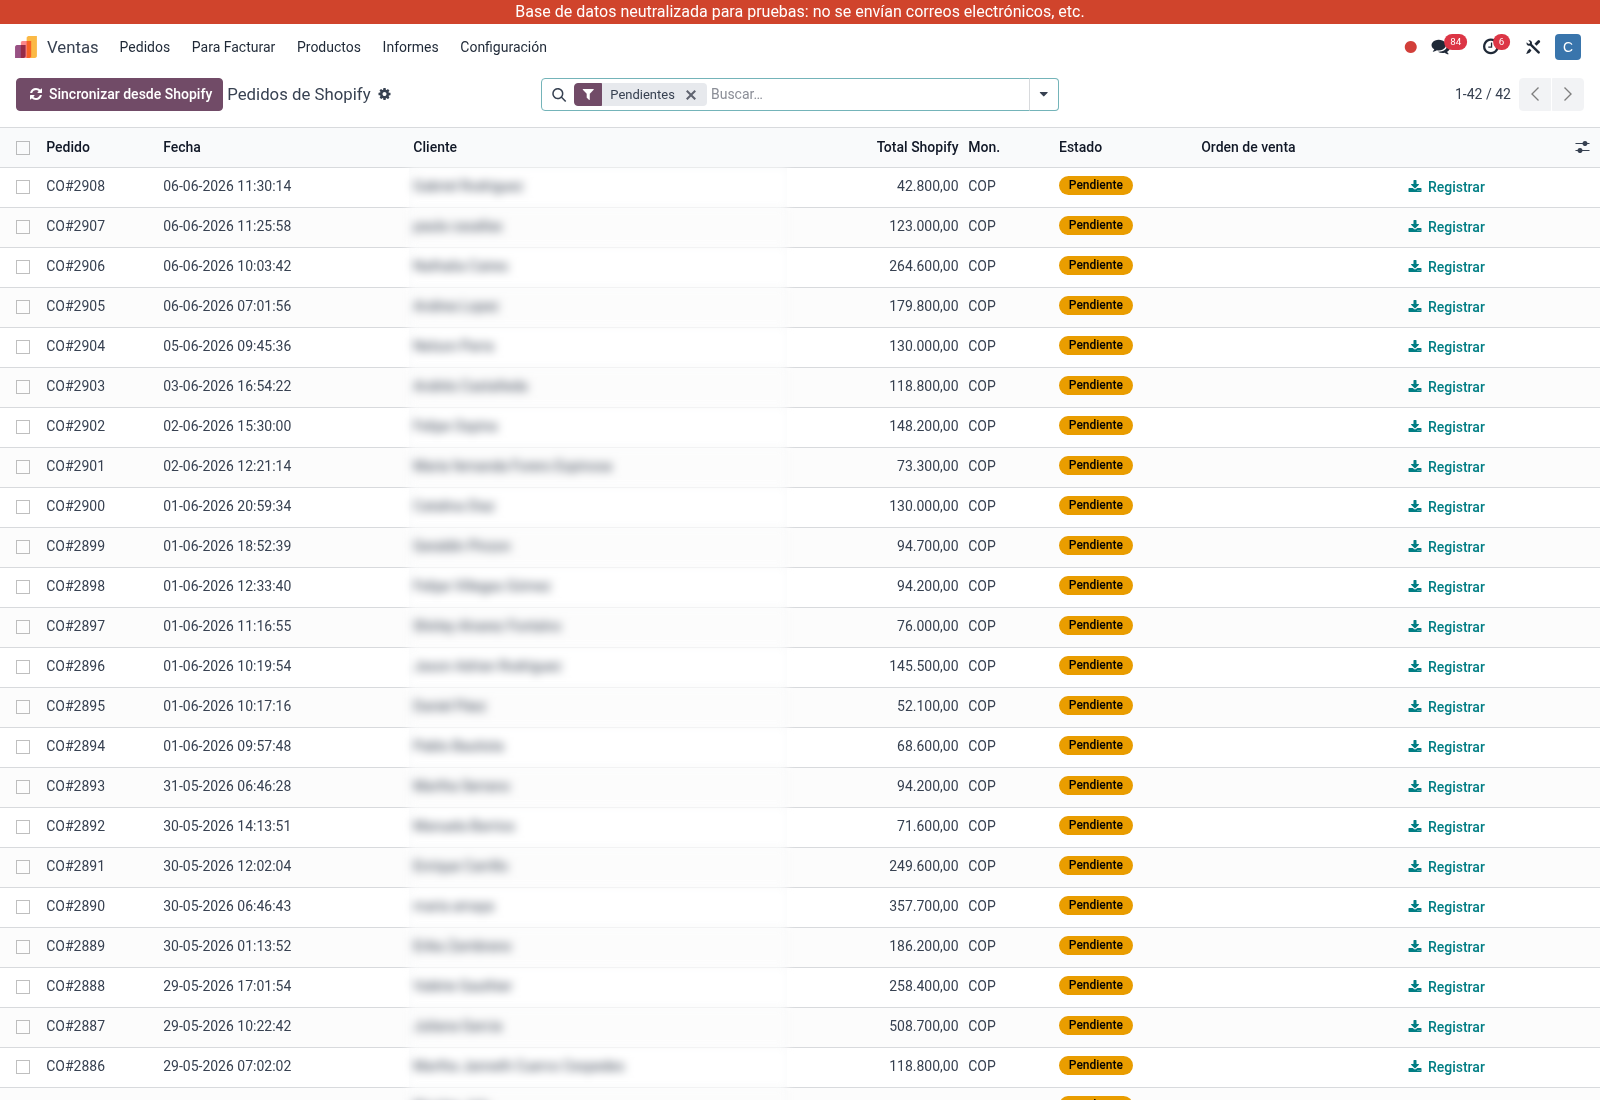 Base de datos neutralizada para pruebas: no se envían correos electrónicos, etc.
Ventas Pedidos Para Facturar Productos Informes Configuración 84 6 C
Sincronizar desde Shopify Pedidos de Shopify Pendientes Buscar... 1-42 / 42
Pedido Fecha Cliente Total Shopify Mon. Estado Orden de venta
CO#2908 06-06-2026 11:30:14 42.800,00 COP Pendiente Registrar
CO#2907 06-06-2026 11:25:58 123.000,00 COP Pendiente Registrar
CO#2906 06-06-2026 10:03:42 264.600,00 COP Pendiente Registrar
CO#2905 06-06-2026 07:01:56 179.800,00 COP Pendiente Registrar
CO#2904 05-06-2026 09:45:36 130.000,00 COP Pendiente Registrar
CO#2903 03-06-2026 16:54:22 118.800,00 COP Pendiente Registrar
CO#2902 02-06-2026 15:30:00 148.200,00 COP Pendiente Registrar
CO#2901 02-06-2026 12:21:14 73.300,00 COP Pendiente Registrar
CO#2900 01-06-2026 20:59:34 130.000,00 COP Pendiente Registrar
CO#2899 01-06-2026 18:52:39 94.700,00 COP Pendiente Registrar
CO#2898 01-06-2026 12:33:40 94.200,00 COP Pendiente Registrar
CO#2897 01-06-2026 11:16:55 76.000,00 COP Pendiente Registrar
CO#2896 01-06-2026 10:19:54 145.500,00 COP Pendiente Registrar
CO#2895 01-06-2026 10:17:16 52.100,00 COP Pendiente Registrar
CO#2894 01-06-2026 09:57:48 68.600,00 COP Pendiente Registrar
CO#2893 31-05-2026 06:46:28 94.200,00 COP Pendiente Registrar
CO#2892 30-05-2026 14:13:51 71.600,00 COP Pendiente Registrar
CO#2891 30-05-2026 12:02:04 249.600,00 COP Pendiente Registrar
CO#2890 30-05-2026 06:46:43 357.700,00 COP Pendiente Registrar
CO#2889 30-05-2026 01:13:52 186.200,00 COP Pendiente Registrar
CO#2888 29-05-2026 17:01:54 258.400,00 COP Pendiente Registrar
CO#2887 29-05-2026 10:22:42 508.700,00 COP Pendiente Registrar
CO#2886 29-05-2026 07:02:02 118.800,00 COP Pendiente Registrar